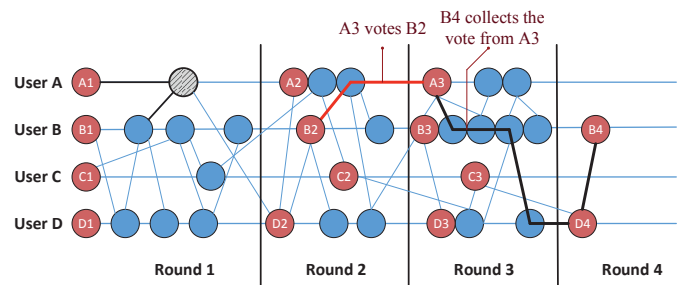 A3 votes B2
B4 collects the
vote from A3
User A A1 A2 A3
User B B1 B2 B3 B4
User C C1 C2 C3
User D D1 D2 D3 D4
Round 1 Round 2 Round 3 Round 4